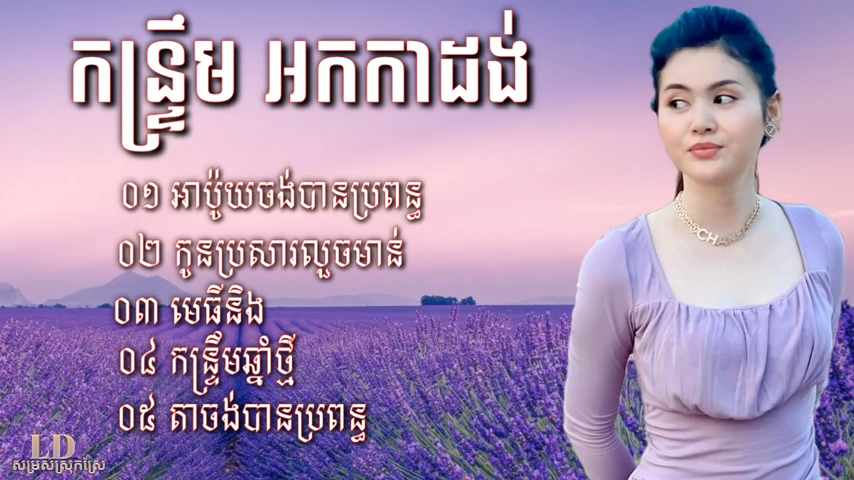 កន្ទ្រឹម អកកាដង់
០១ អាប៉ូយចង់បានប្រពន្ធ
០២ កូនប្រសារលួចមាន់
០៣ មេធីនិង
០៤ កន្ទ្រឹមឆ្នាំថ្មី
០៥ តាចង់បានប្រពន្ធ
CHANEL
LD
សម្រស់ស្រុកស្រែ